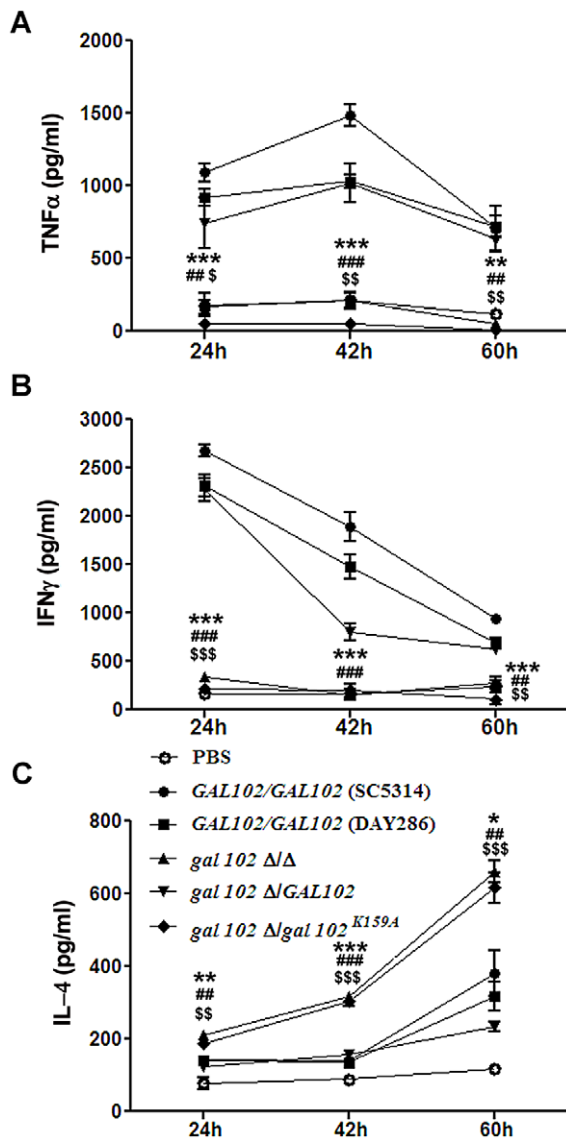 A
2000
1500
1000
500
0
TNFα (pg/ml)
***
## $
***
###
$$
**
##
$$
24h 42h 60h
B
3000
2500
2000
1500
1000
500
0
IFNγ (pg/ml)
***
###
$$$
***
###
***
##
$$
24h 42h 60h
PBS
GAL102/GAL102 (SC5314)
GAL102/GAL102 (DAY286)
gal 102 Δ/Δ
gal 102 Δ/GAL102
gal 102 Δ/gal 102 K159A
C
800
600
400
200
0
IL–4 (pg/ml)
**
##
$$
***
###
$$$
*
##
$$$
24h 42h 60h